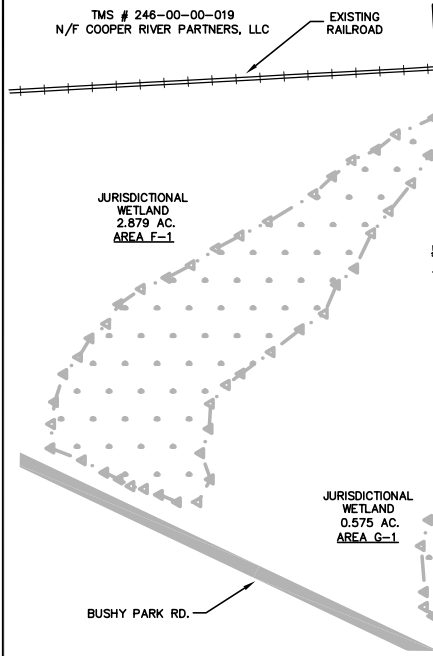 TMS # 246-00-00-019
N/F COOPER RIVER PARTNERS, LLC
EXISTING
RAILROAD
JURISDICTIONAL
WETLAND
2.879 AC.
AREA F-1
JURISDICTIONAL
WETLAND
0.575 AC.
AREA G-1
BUSHY PARK RD.